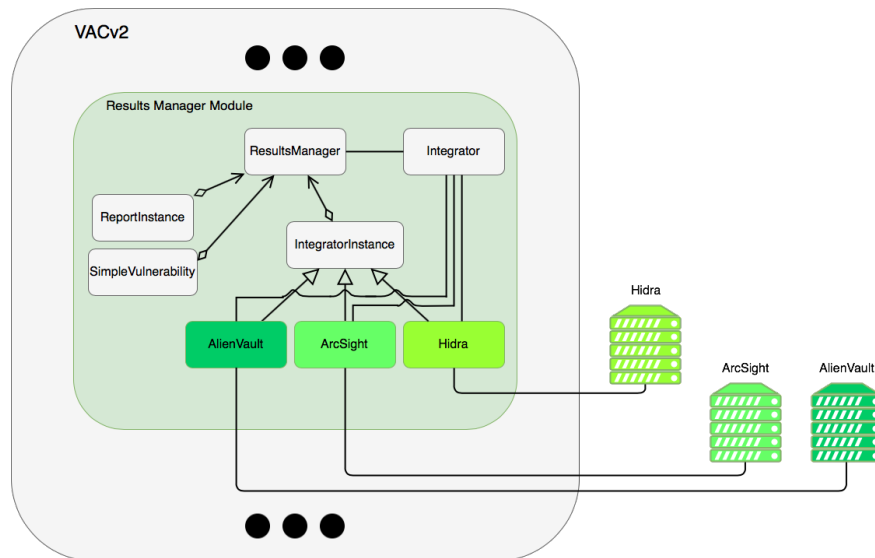 VACv2
Results Manager Module
ResultsManager
Integrator
ReportInstance
IntegratorInstance
SimpleVulnerability
AlienVault
ArcSight
Hidra
Hidra
ArcSight
AlienVault